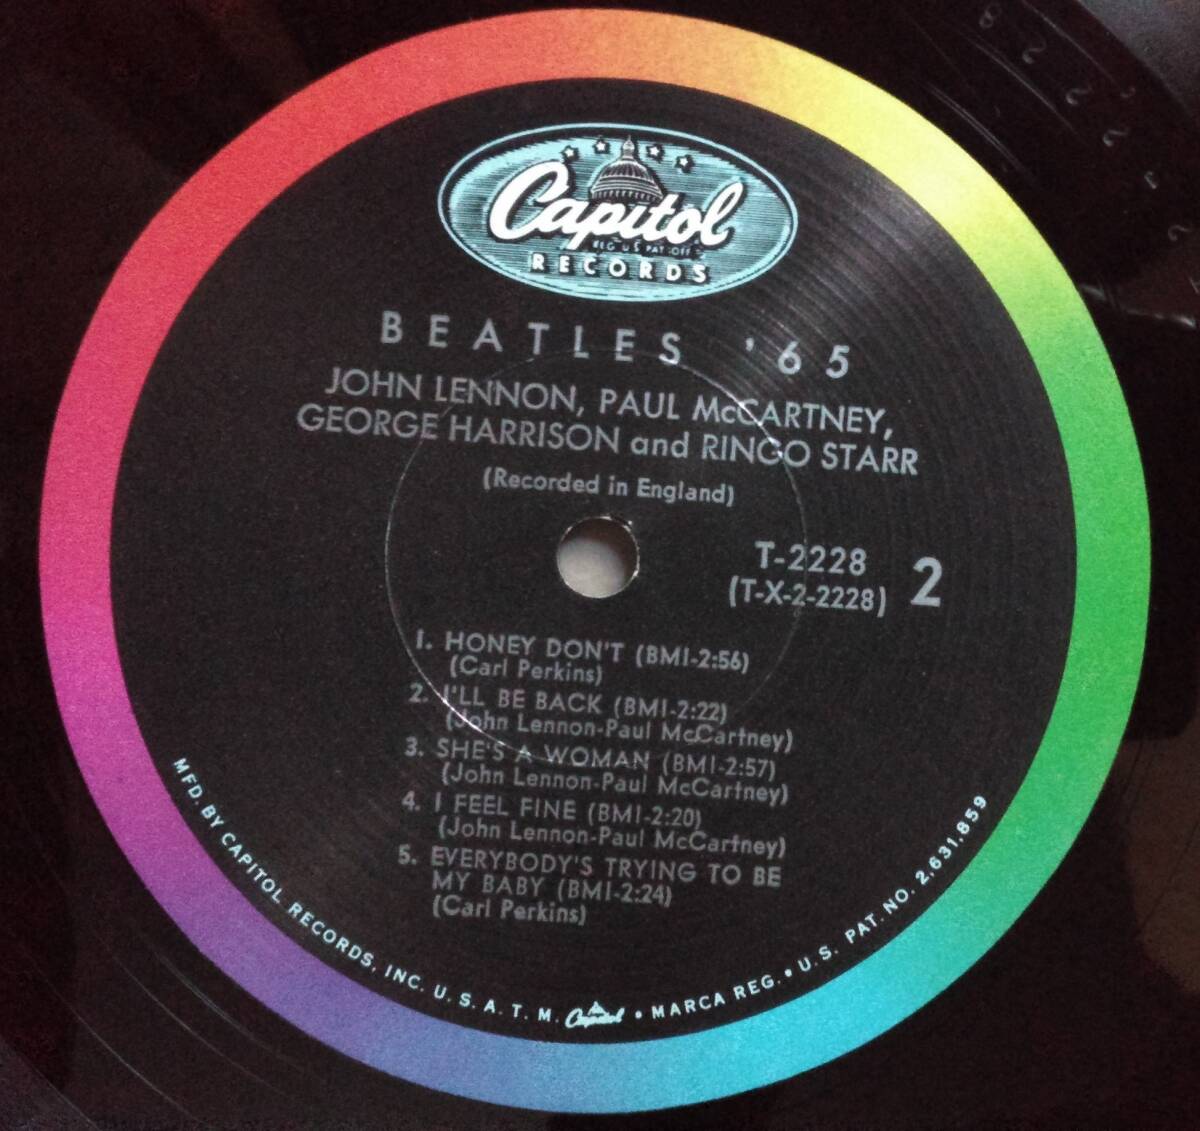 Capitol
REG. U.S. PAT. OFF.
RECORDS
BEATLES '65
JOHN LENNON, PAUL McCARTNEY,
GEORGE HARRISON and RINGO STARR
(Recorded in England)
T-2228
(T-X-2-2228)
2
1. HONEY DON'T (BMI-2:56)
(Carl Perkins)
2. I'LL BE BACK (BMI-2:22)
(John Lennon-Paul McCartney)
3. SHE'S A WOMAN (BMI-2:57)
(John Lennon-Paul McCartney)
4. I FEEL FINE (BMI-2:20)
(John Lennon-Paul McCartney)
5. EVERYBODY'S TRYING TO BE
MY BABY (BMI-2:24)
(Carl Perkins)
MFD. BY CAPITOL RECORDS, INC. U.S.A. T.M. Capitol • MARCA REG. • U.S. PAT. NO. 2,631,859